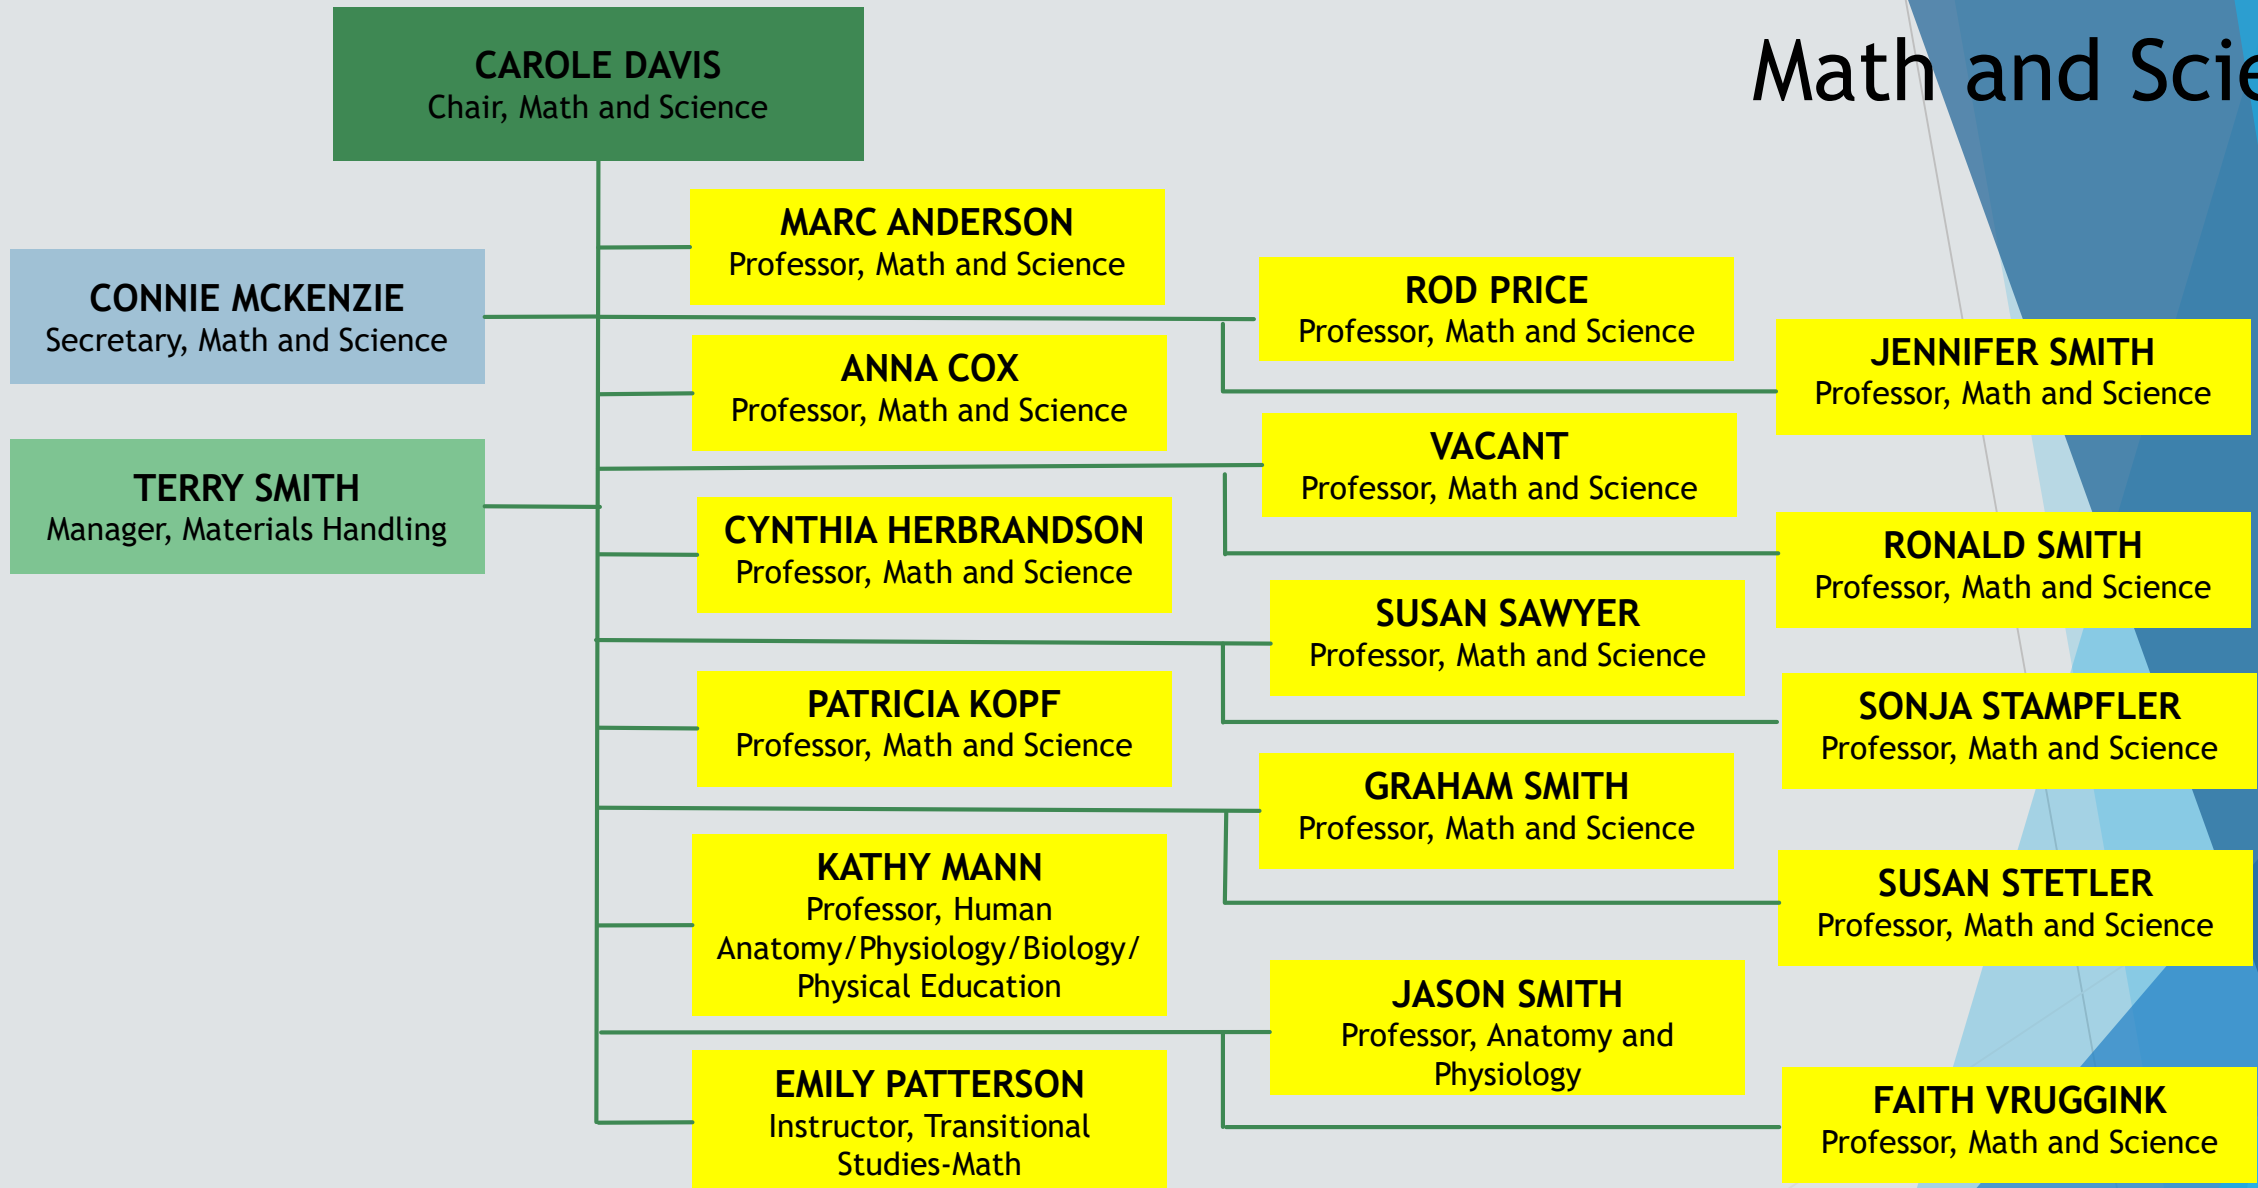 CAROLE DAVIS
Chair, Math and Science
Math and Scie
MARC ANDERSON
Professor, Math and Science
CONNIE MCKENZIE
Secretary, Math and Science
ROD PRICE
Professor, Math and Science
JENNIFER SMITH
Professor, Math and Science
ANNA COX
Professor, Math and Science
VACANT
Professor, Math and Science
TERRY SMITH
Manager, Materials Handling
CYNTHIA HERBRANDSON
Professor, Math and Science
RONALD SMITH
Professor, Math and Science
SUSAN SAWYER
Professor, Math and Science
PATRICIA KOPF
Professor, Math and Science
SONJA STAMPFLER
Professor, Math and Science
GRAHAM SMITH
Professor, Math and Science
KATHY MANN
Professor, Human
Anatomy/Physiology/Biology/
Physical Education
SUSAN STETLER
Professor, Math and Science
JASON SMITH
Professor, Anatomy and
Physiology
EMILY PATTERSON
Instructor, Transitional
Studies-Math
FAITH VRUGGINK
Professor, Math and Science